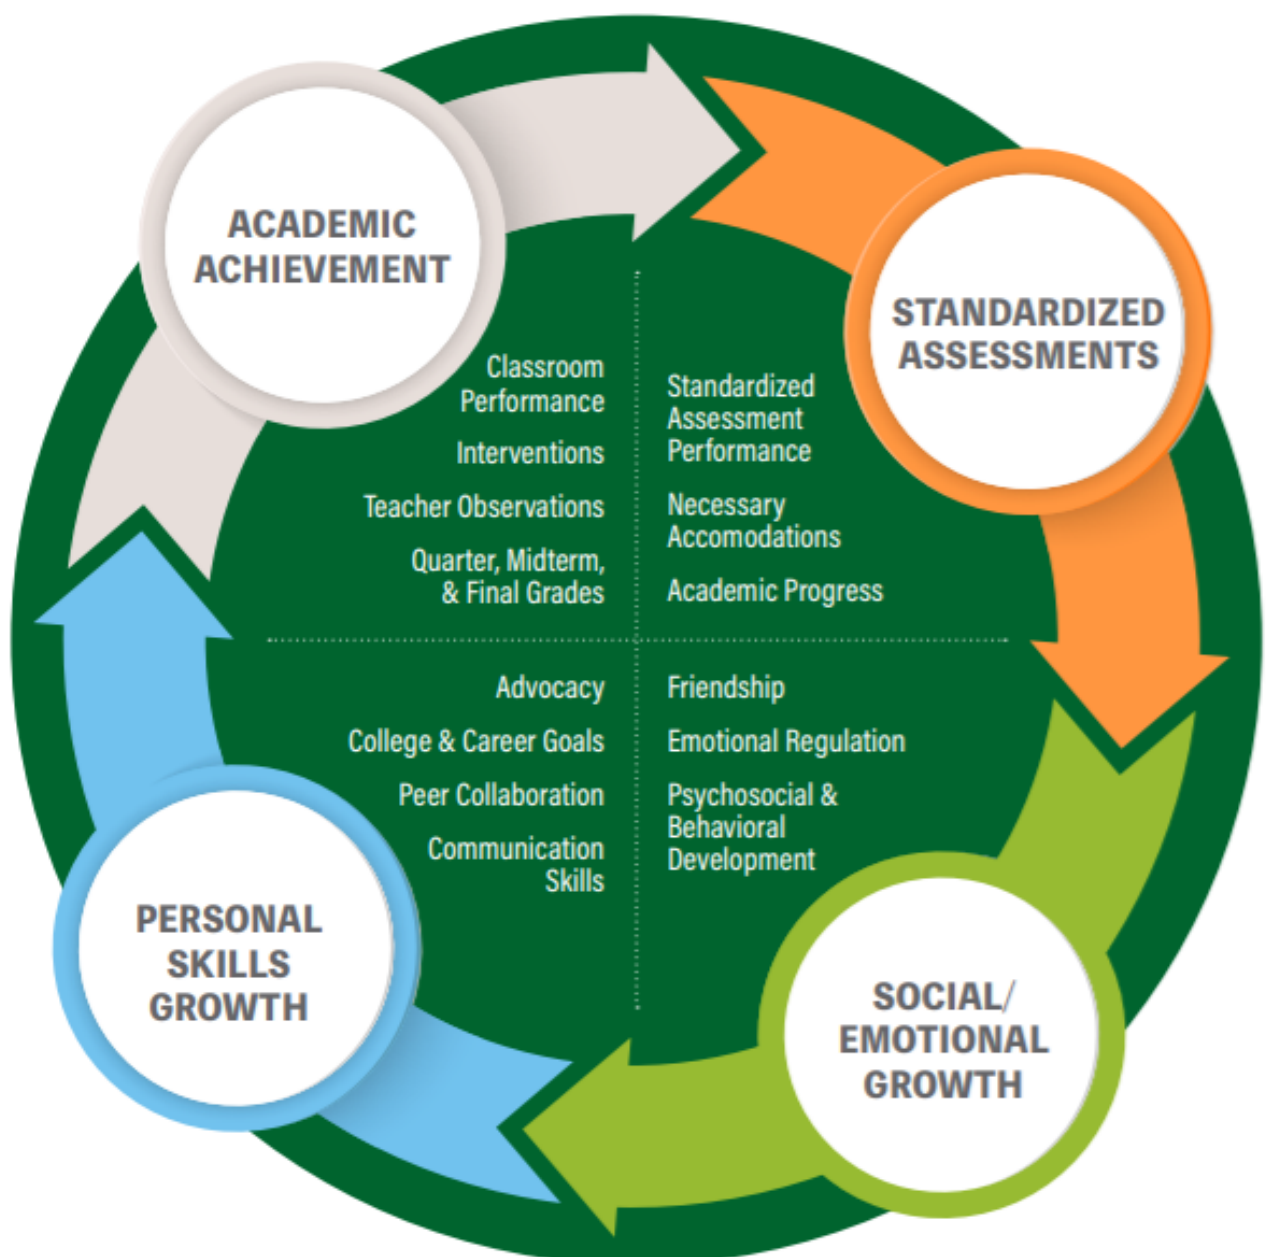 ACADEMIC
ACHIEVEMENT
Classroom
Performance
Interventions
Teacher Observations
Quarter, Midterm,
& Final Grades
STANDARDIZED
ASSESSMENTS
Standardized
Assessment
Performance
Necessary
Accomodations
Academic Progress
Advocacy
College & Career Goals
Peer Collaboration
Communication
Skills
PERSONAL
SKILLS
GROWTH
Friendship
Emotional Regulation
Psychosocial &
Behavioral
Development
SOCIAL/
EMOTIONAL
GROWTH